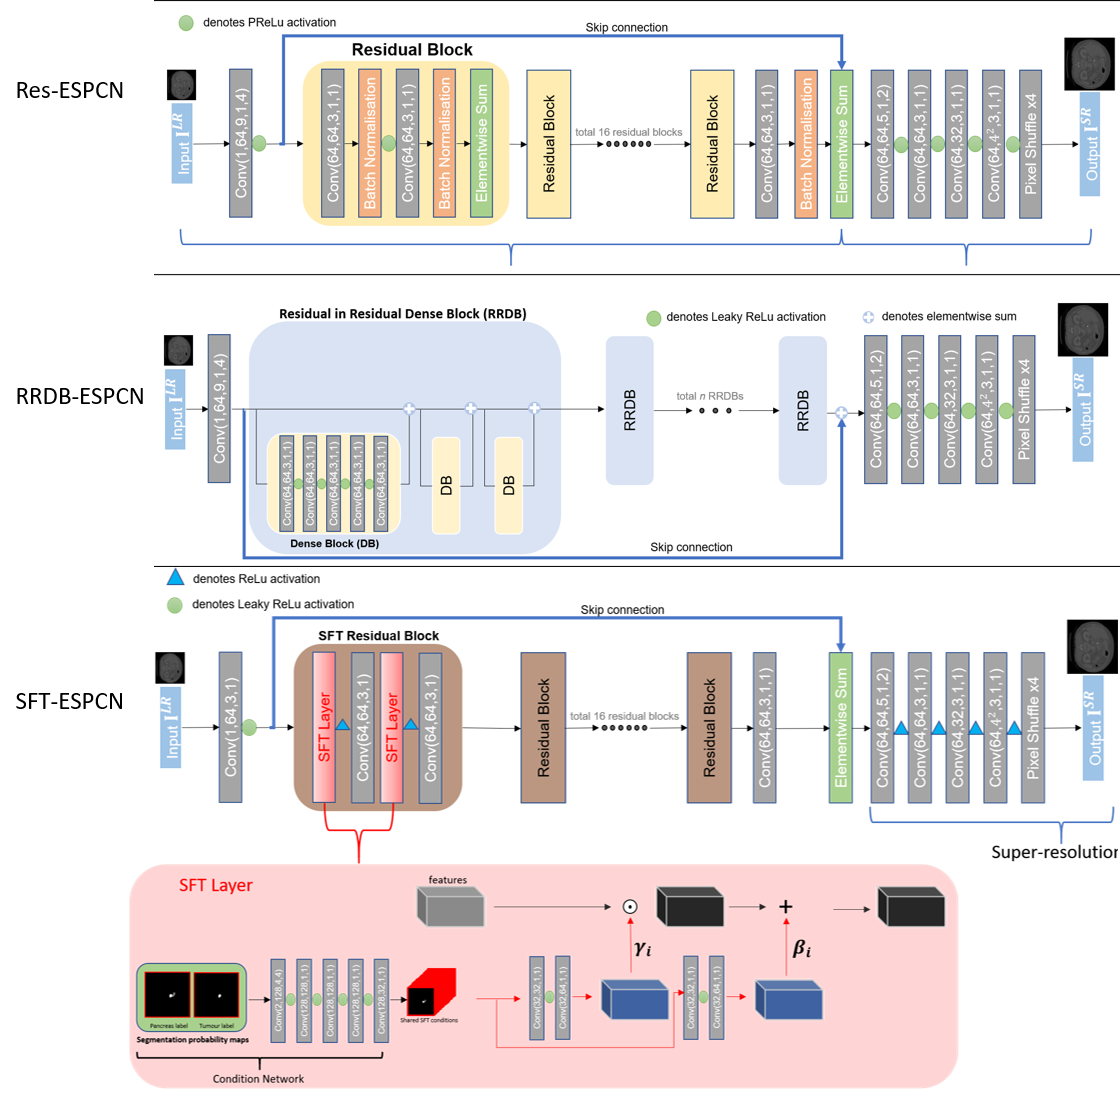 denotes PReLu activation
Skip connection
Residual Block
Res-ESPCN
Input I^LR
Conv(1,64,9,1,4)
Conv(64,64,3,1,1)
Batch Normalisation
Conv(64,64,3,1,1)
Batch Normalisation
Elementwise Sum
Residual Block
total 16 residual blocks
Residual Block
Conv(64,64,3,1,1)
Batch Normalisation
Elementwise Sum
Conv(64,64,5,1,2)
Conv(64,64,3,1,1)
Conv(64,32,3,1,1)
Conv(64,4²,3,1,1)
Pixel Shuffle x4
Output I^SR
Residual in Residual Dense Block (RRDB)
denotes Leaky ReLu activation
denotes elementwise sum
RRDB-ESPCN
Input I^LR
Conv(1,64,9,1,4)
Conv(64,64,3,1,1)
Conv(64,64,3,1,1)
Conv(64,64,3,1,1)
Conv(64,64,3,1,1)
Conv(64,64,3,1,1)
Dense Block (DB)
DB
DB
RRDB
total n RRDBs
RRDB
Skip connection
Conv(64,64,5,1,2)
Conv(64,64,3,1,1)
Conv(64,32,3,1,1)
Conv(64,4²,3,1,1)
Pixel Shuffle x4
Output I^SR
denotes ReLu activation
denotes Leaky ReLu activation
Skip connection
SFT Residual Block
SFT-ESPCN
Input I^LR
Conv(1,64,3,1)
SFT Layer
Conv(64,64,3,1)
SFT Layer
Conv(64,64,3,1)
Residual Block
total 16 residual blocks
Residual Block
Conv(64,64,3,1,1)
Elementwise Sum
Conv(64,64,5,1,2)
Conv(64,64,3,1,1)
Conv(64,32,3,1,1)
Conv(64,4²,3,1,1)
Pixel Shuffle x4
Output I^SR
Super-resolution
SFT Layer
features
γi
+
βi
Pancreas label
Tumour label
Segmentation probability maps
Condition Network
Conv(2,128,4,4)
Conv(128,128,1,1)
Conv(128,128,1,1)
Conv(128,128,1,1)
Conv(128,32,1,1)
Shared SFT conditions
Conv(32,32,1,1)
Conv(32,64,1,1)
Conv(32,32,1,1)
Conv(32,64,1,1)